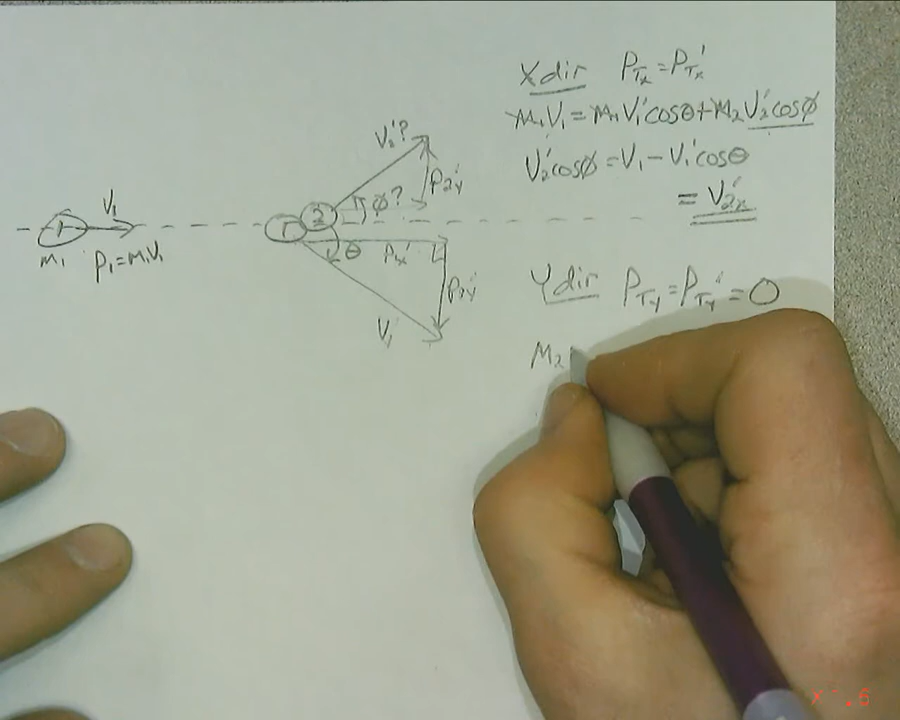 V₁
M₁ P₁=M₁V₁
1
V₂'?
P₂y'
ϕ?
1 2
θ
P₁x'
V₁'
X dir P_Tx = P_Tx'
M₁V₁ = M₁V₁'cosθ + M₂V₂'cosϕ
V₂'cosϕ = V₁ - V₁'cosθ
= V₂x'
Y dir P_Ty = P_Ty' = 0
M₂